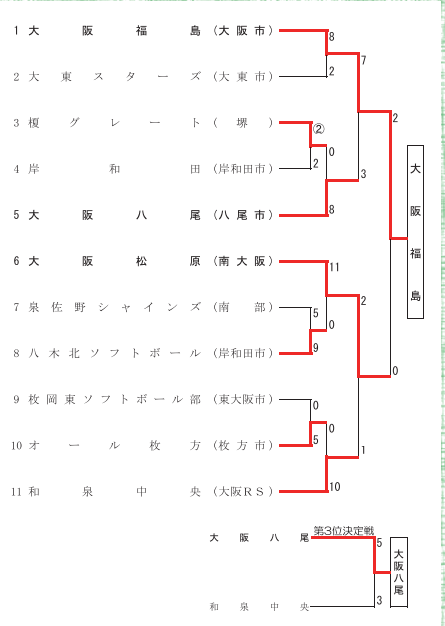 1 大阪福島 (大阪市)
8
7
2 大東スターズ (大東市)
2
2
3 榎グレート (堺)
②
0
4 岸和田 (岸和田市)
2
3
5 大阪八尾 (八尾市)
8
大阪福島
6 大阪松原 (南大阪)
11
2
7 泉佐野シャインズ (南部)
5
0
8 八木北ソフトボール (岸和田市)
9
0
9 枚岡東ソフトボール部 (東大阪市)
0
0
10 オール枚方 (枚方市)
5
1
11 和泉中央 (大阪RS)
10
第3位決定戦
大阪八尾
5
大阪八尾
和泉中央
3